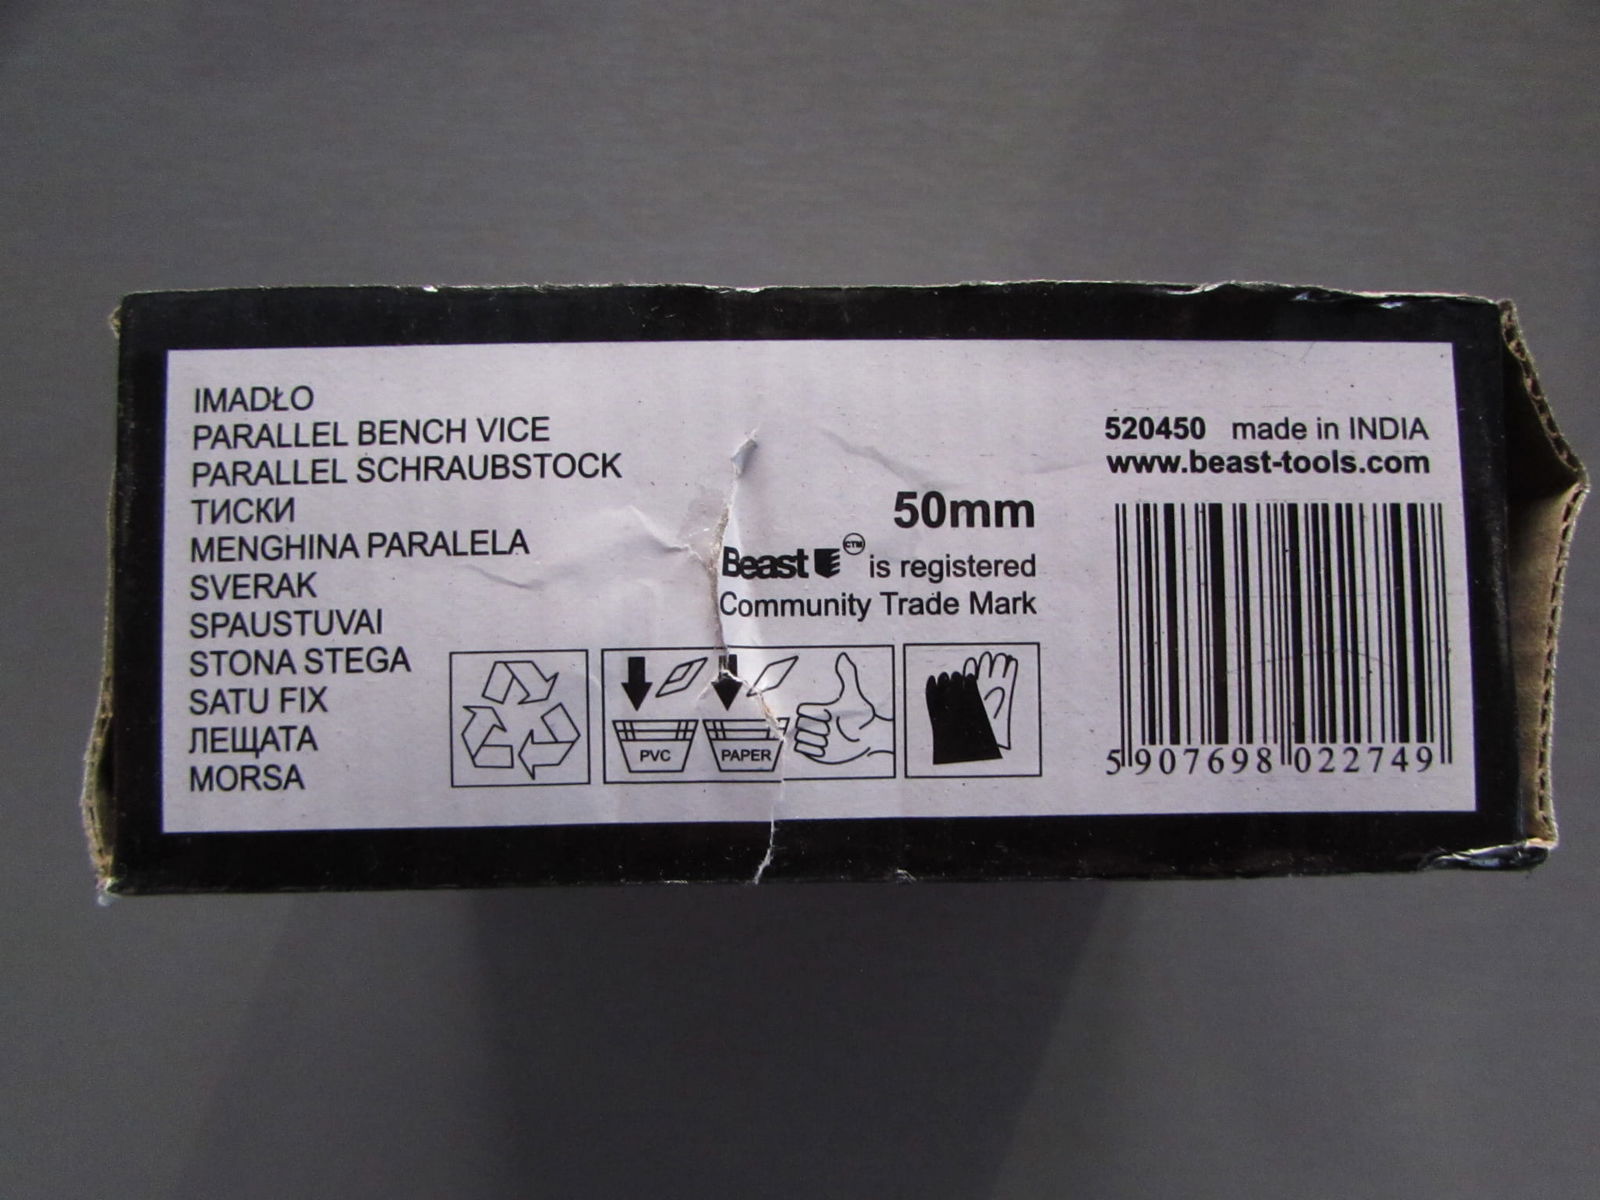 IMADŁO
PARALLEL BENCH VICE
PARALLEL SCHRAUBSTOCK
ТИСКИ
MENGHINA PARALELA
SVERAK
SPAUSTUVAI
STONA STEGA
SATU FIX
ЛЕЩАТА
MORSA
50mm
Beast CTM is registered
Community Trade Mark
PVC
PAPER
520450 made in INDIA
www.beast-tools.com
5 907698 022749